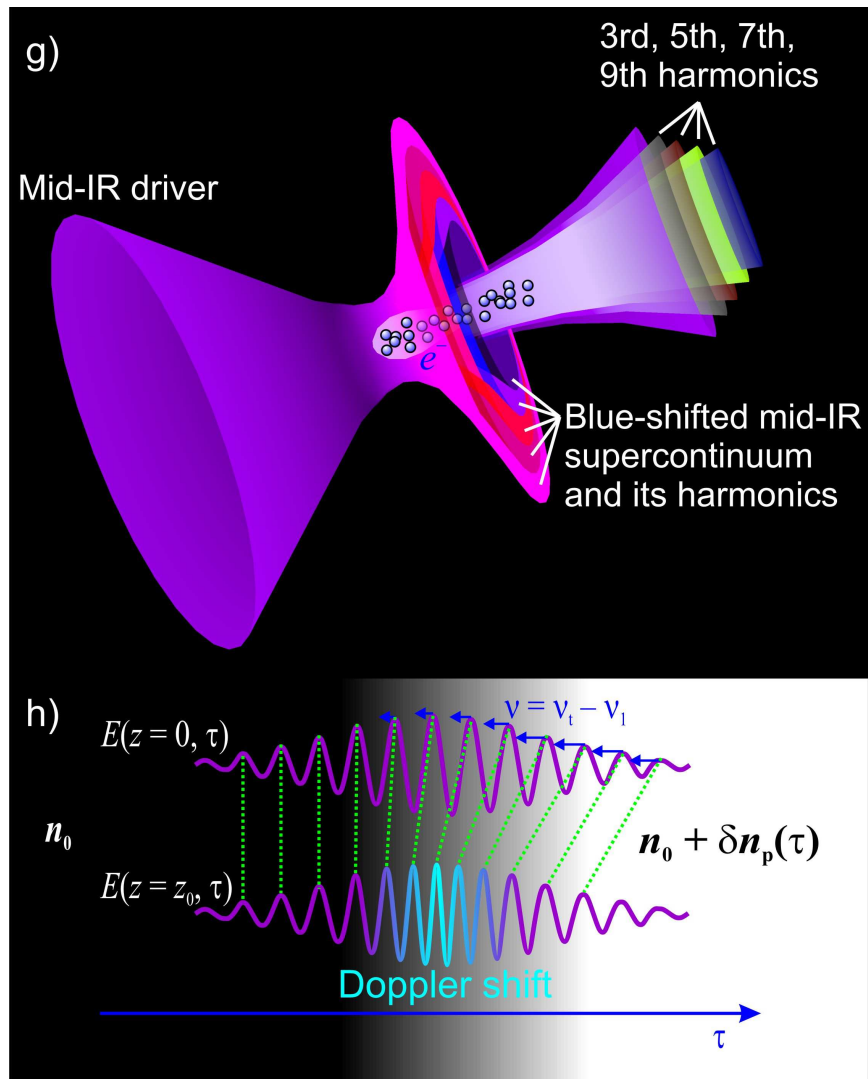 g)
3rd, 5th, 7th,
9th harmonics
Mid-IR driver
e⁻
Blue-shifted mid-IR
supercontinuum
and its harmonics
h)
ν = νt – ν1
E(z = 0, τ)
n0
n0 + δnp(τ)
E(z = z0, τ)
Doppler shift
τ